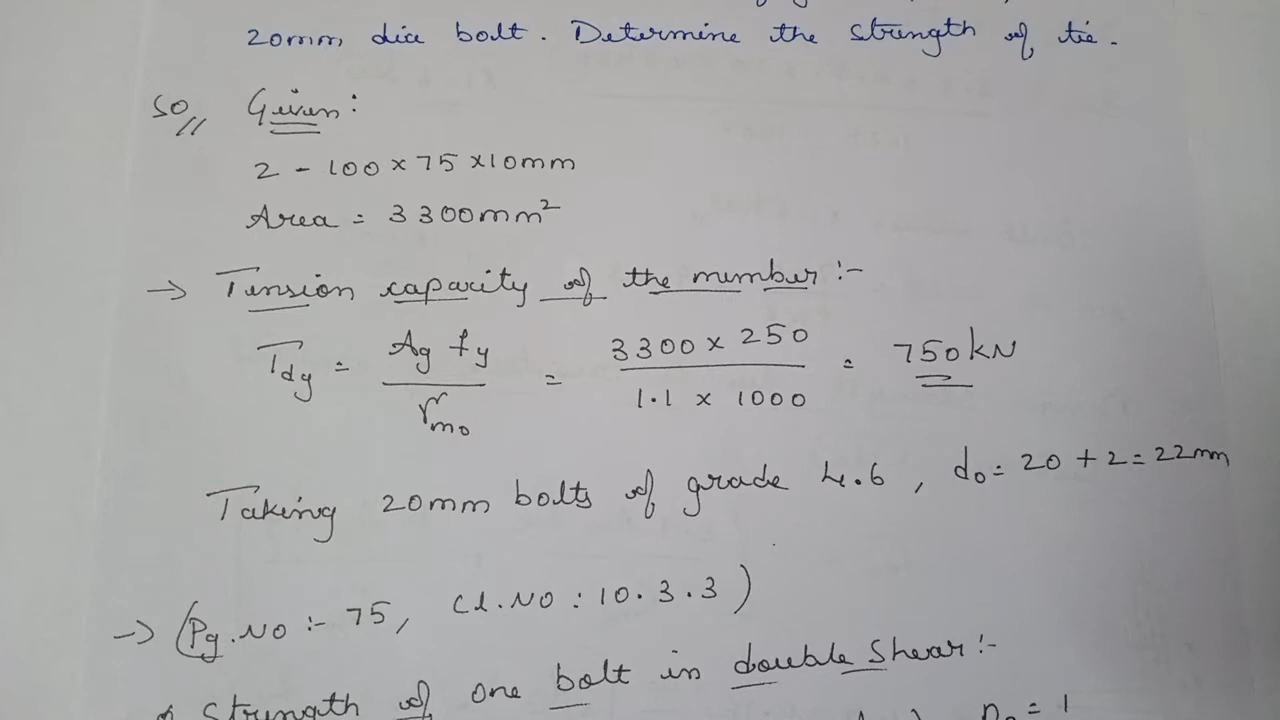 20mm dia bolt. Determine the strength of tie.
So// Given:
2 - 100 × 75 × 10mm
Area = 3300mm²
→ Tension capacity of the member :-
Tdg = Ag fy / γm0 = 3300 × 250 / 1.1 × 1000 = 750kN
Taking 20mm bolts of grade 4.6, d₀ = 20 + 2 = 22mm
→ (Pg.No :- 75, Cl.No : 10.3.3)
Strength of one bolt in double Shear :-
= 1